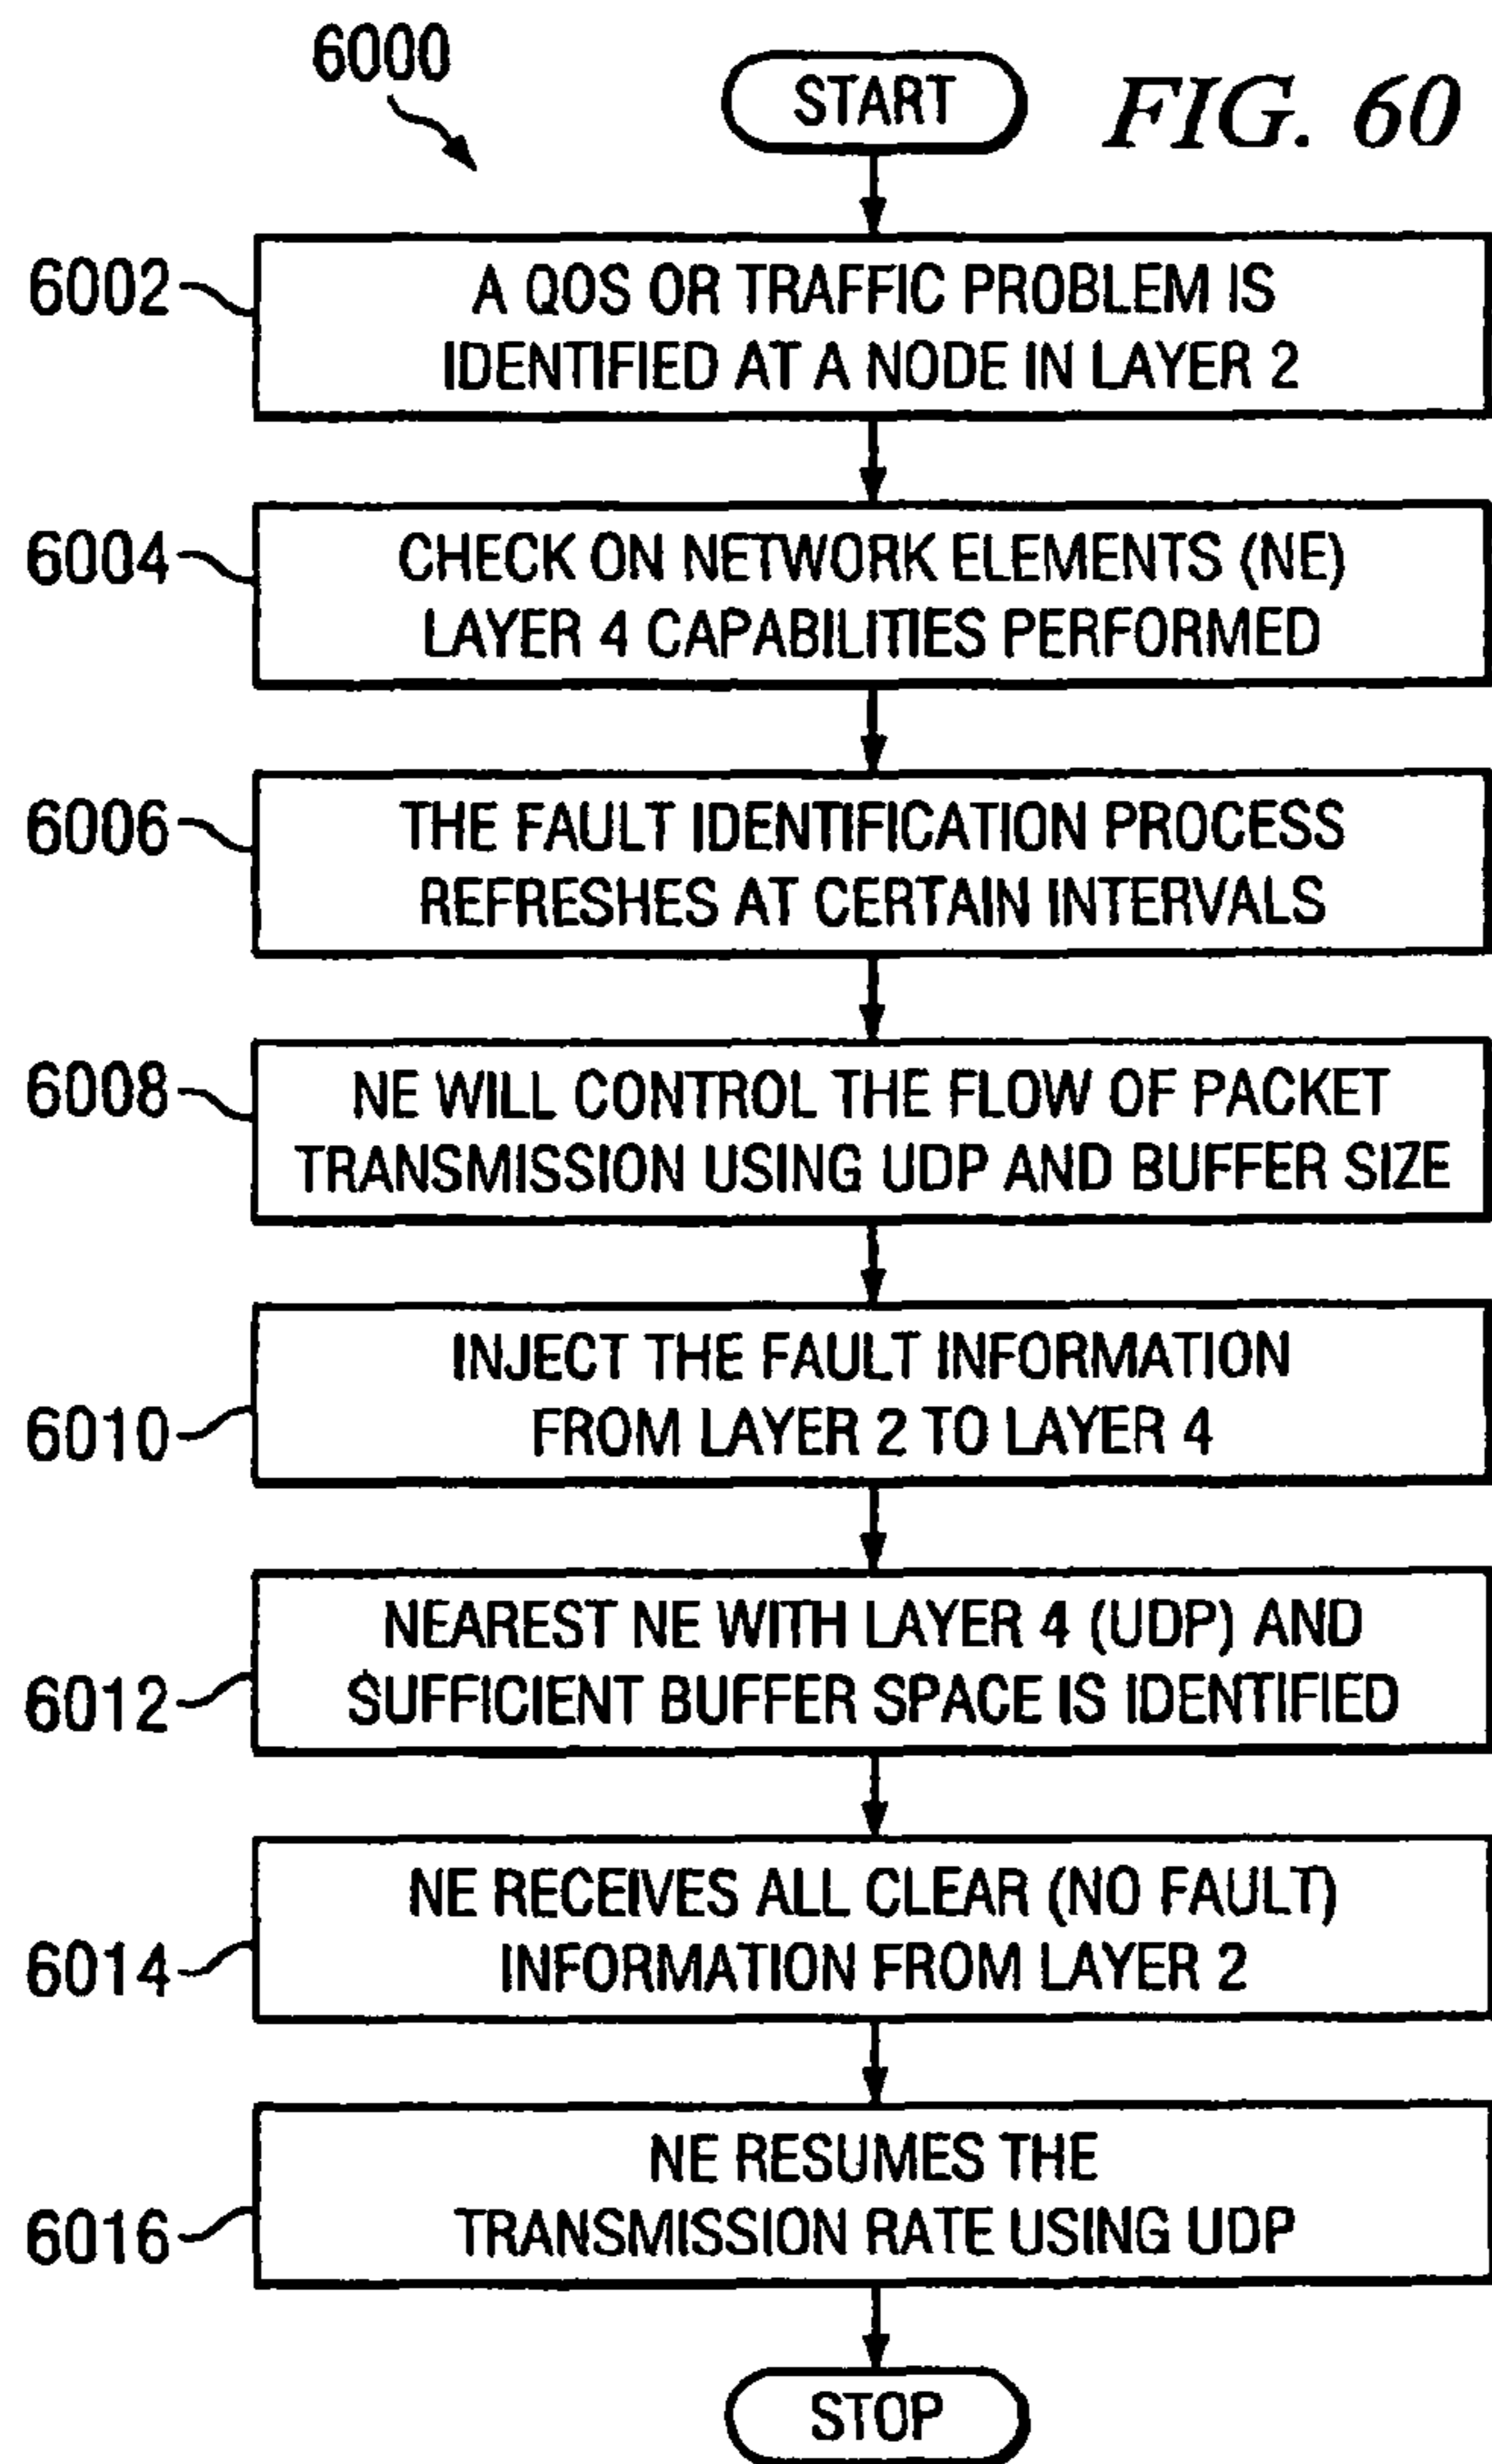 6000
START
FIG. 60
6002
A QOS OR TRAFFIC PROBLEM IS
IDENTIFIED AT A NODE IN LAYER 2
6004
CHECK ON NETWORK ELEMENTS (NE)
LAYER 4 CAPABILITIES PERFORMED
6006
THE FAULT IDENTIFICATION PROCESS
REFRESHES AT CERTAIN INTERVALS
6008
NE WILL CONTROL THE FLOW OF PACKET
TRANSMISSION USING UDP AND BUFFER SIZE
6010
INJECT THE FAULT INFORMATION
FROM LAYER 2 TO LAYER 4
6012
NEAREST NE WITH LAYER 4 (UDP) AND
SUFFICIENT BUFFER SPACE IS IDENTIFIED
6014
NE RECEIVES ALL CLEAR (NO FAULT)
INFORMATION FROM LAYER 2
6016
NE RESUMES THE
TRANSMISSION RATE USING UDP
STOP